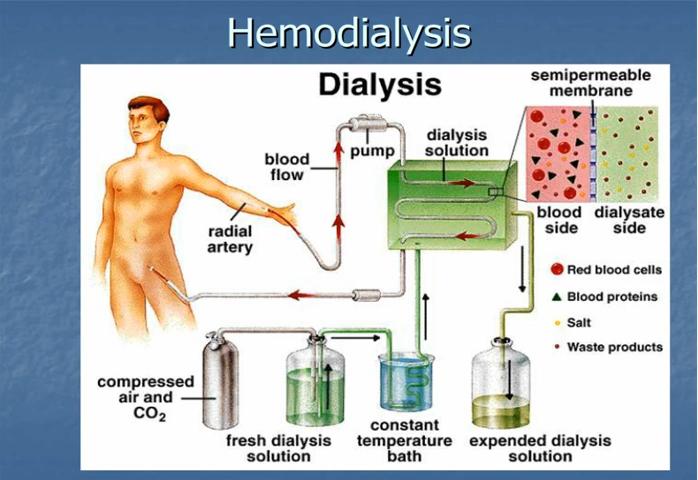 Hemodialysis
Dialysis
semipermeable
membrane
pump
dialysis
solution
blood
flow
radial
artery
blood
side
dialysate
side
Red blood cells
Blood proteins
Salt
Waste products
compressed
air and
CO₂
fresh dialysis
solution
constant
temperature
bath
expended dialysis
solution